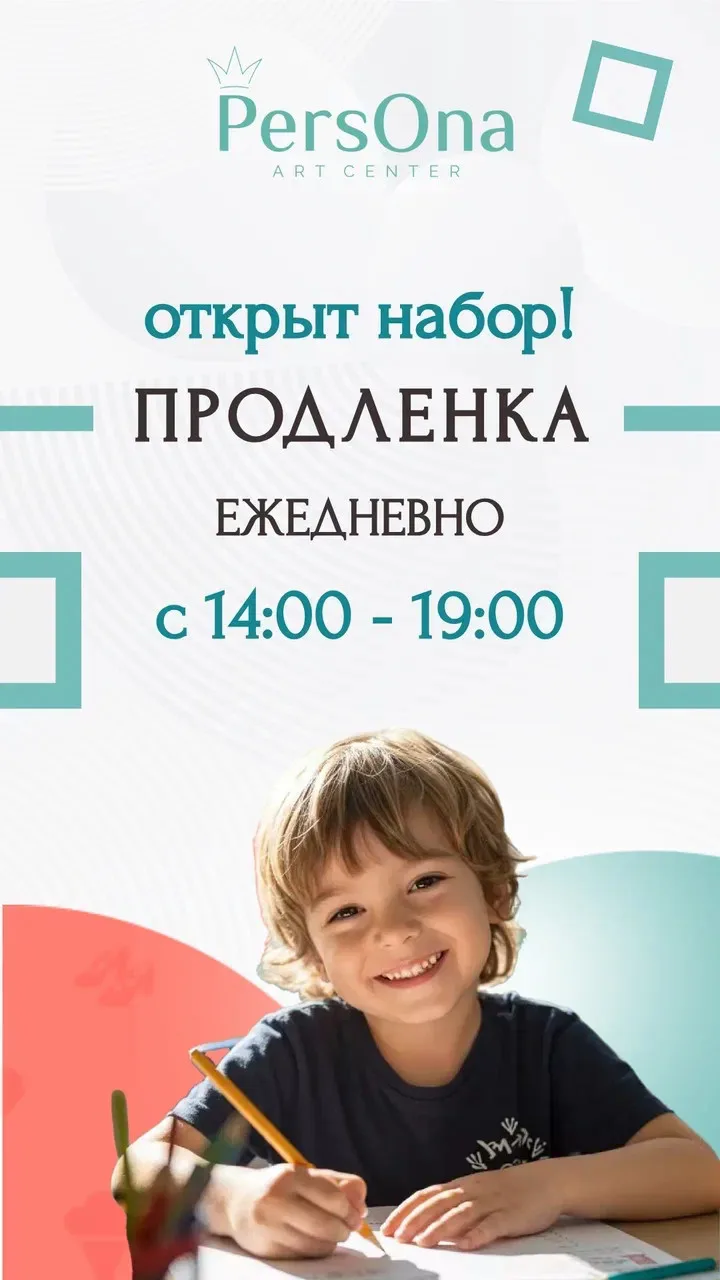 PersOna
ART CENTER
открыт набор!
ПРОДЛЕНКА
ЕЖЕДНЕВНО
с 14:00 - 19:00